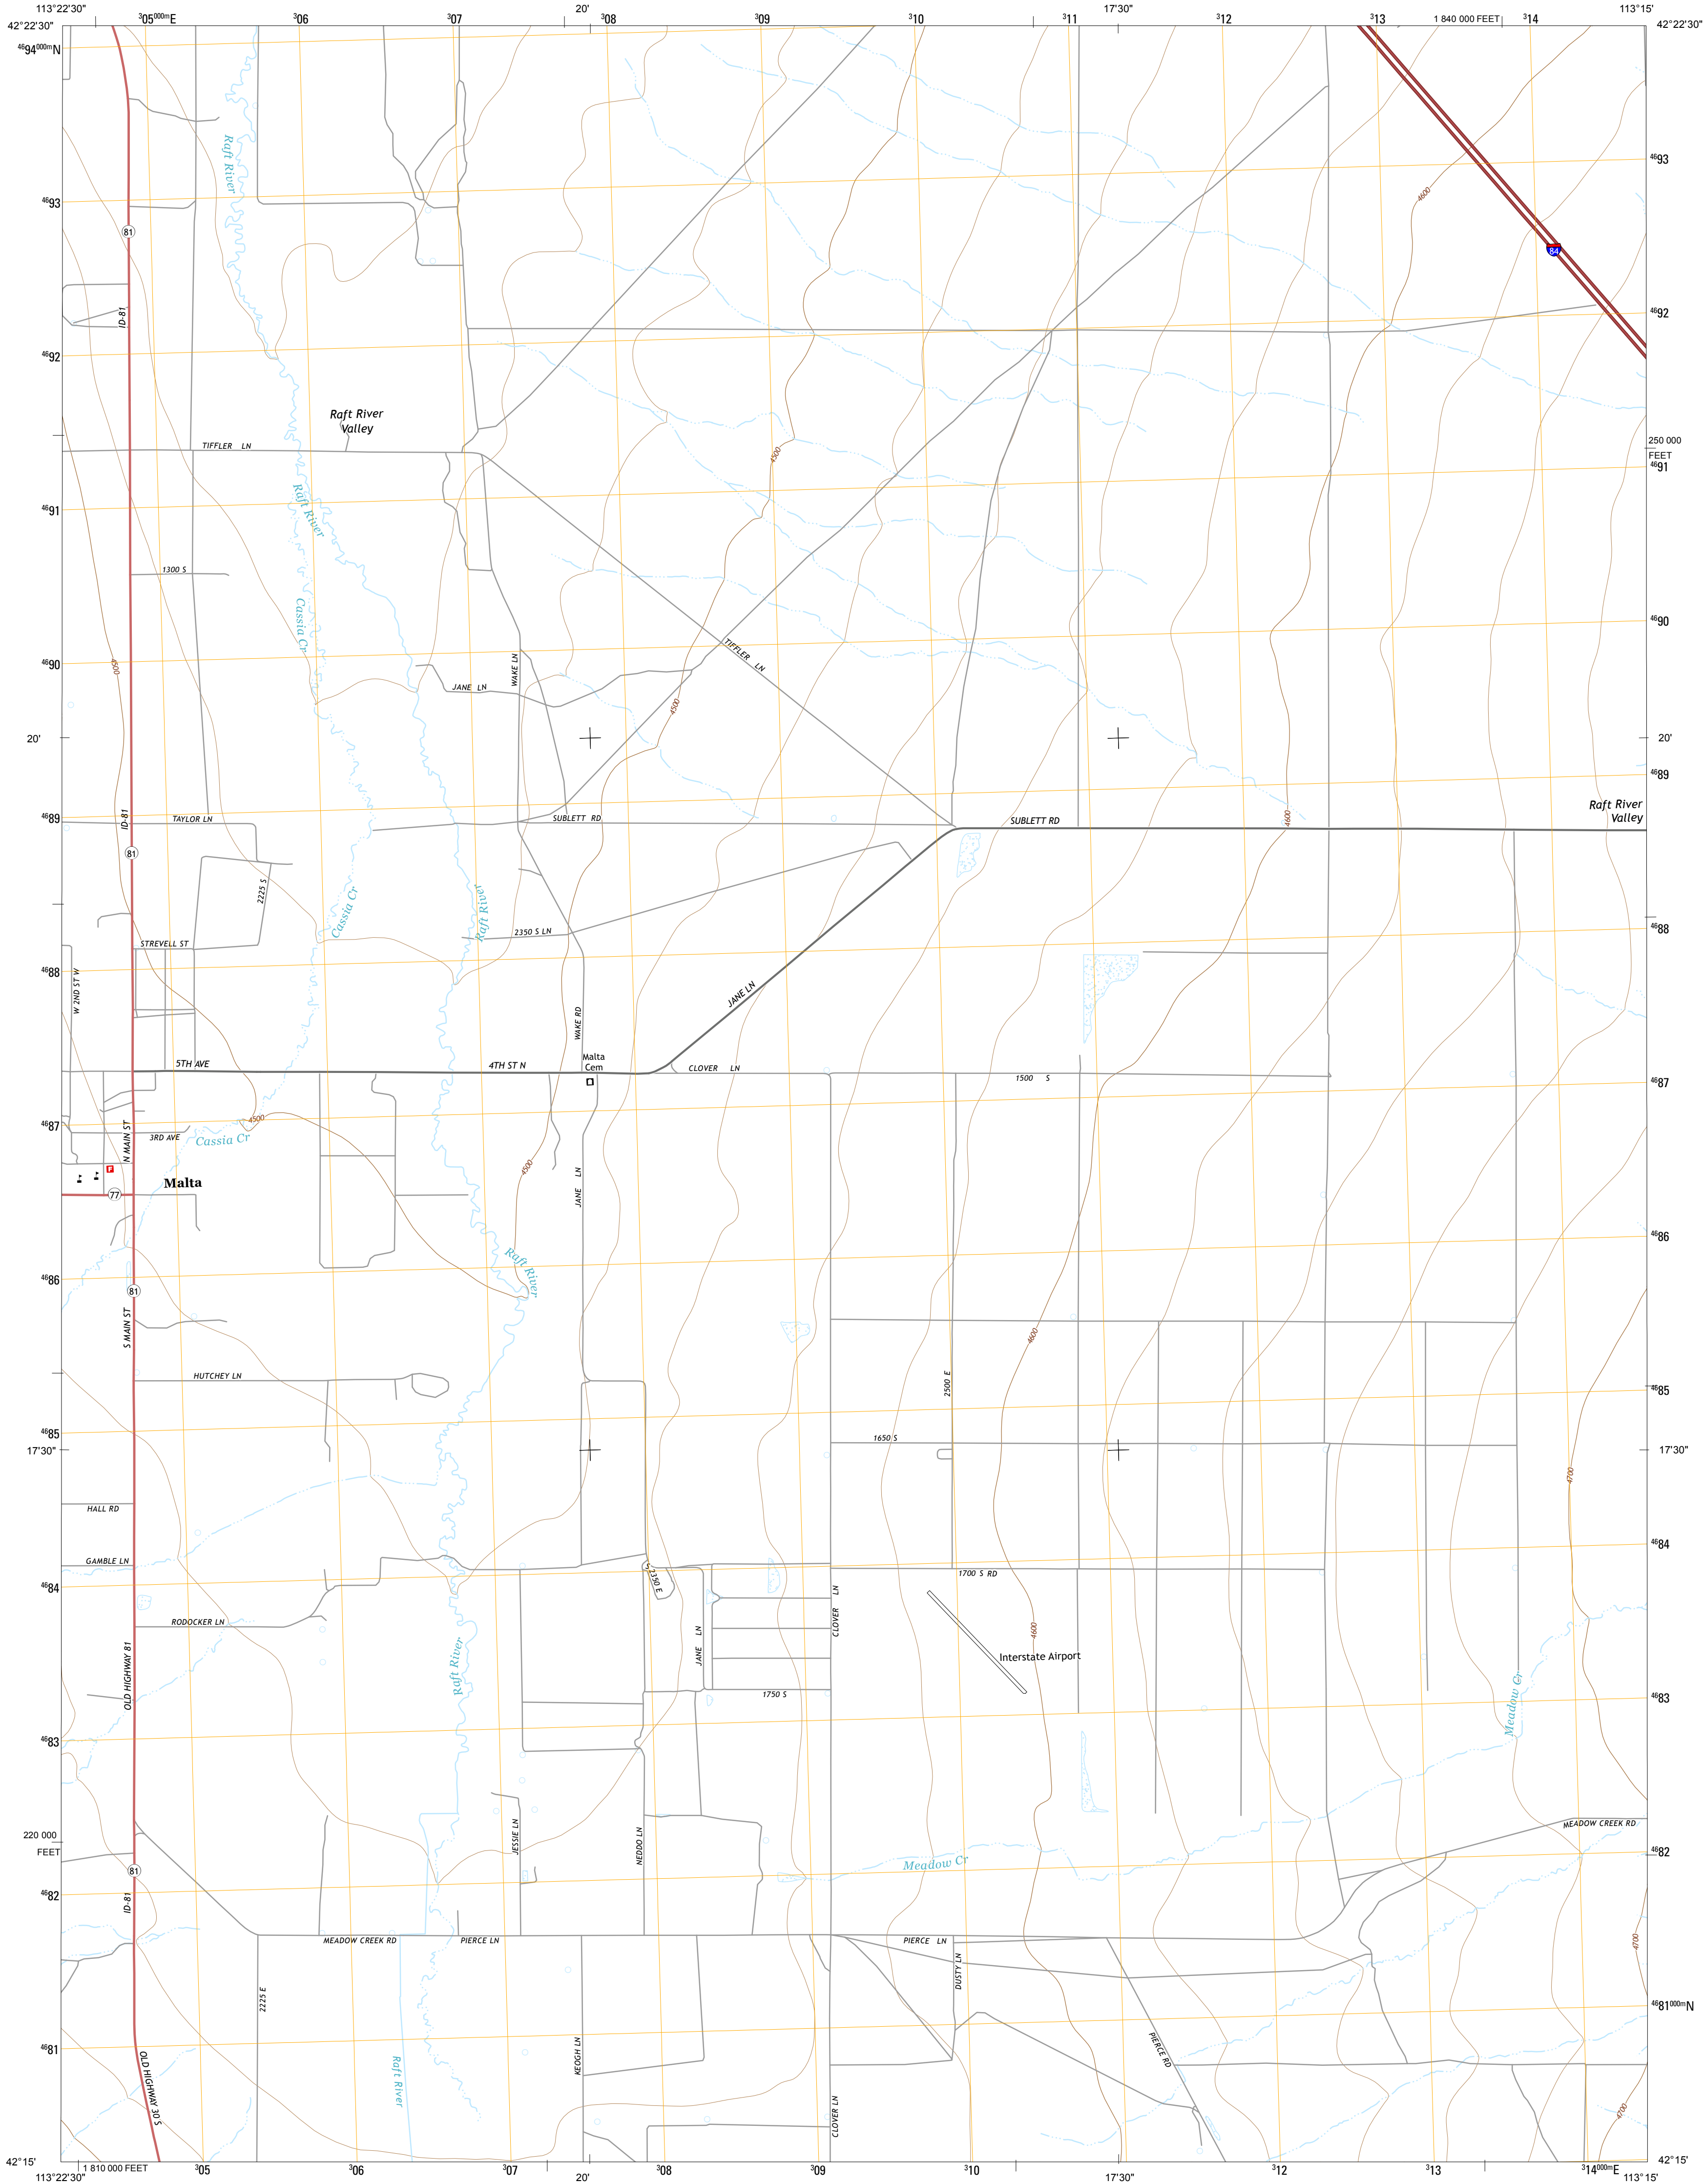 113°22'30"
³05⁰⁰⁰ᵐE
³06
³07
20'
³08
³09
³10
³11
17'30"
³12
³13
1 840 000 FEET
³14
113°15'
42°22'30"
42°22'30"
⁴⁶94⁰⁰⁰ᵐN
Raft River
⁴⁶93
⁴⁶93
4600
81
84
ID-81
⁴⁶92
⁴⁶92
Raft River
Valley
TIFFLER LN
4500
250 000
FEET
⁴⁶91
⁴⁶91
Raft River
1300 S
Cassia Cr
⁴⁶90
⁴⁶90
4500
WAKE LN
JANE LN
TIFFLER LN
4500
20'
20'
⁴⁶89
⁴⁶89
Raft River
Valley
ID-81
TAYLOR LN
SUBLETT RD
SUBLETT RD
4600
81
2225 S
Cassia Cr
Raft River
2350 S LN
STREVELL ST
⁴⁶88
⁴⁶88
W 2ND ST W
JANE LN
WAKE RD
5TH AVE
4TH ST N
Malta
Cem
CLOVER LN
1500 S
⁴⁶87
⁴⁶87
4500
N MAIN ST
3RD AVE
Cassia Cr
4500
F
Malta
77
JANE LN
⁴⁶86
⁴⁶86
Raft River
81
S MAIN ST
4600
HUTCHEY LN
2500 E
⁴⁶85
⁴⁶85
1650 S
17'30"
17'30"
4700
HALL RD
GAMBLE LN
⁴⁶84
⁴⁶84
S 2350 E
1700 S RD
CLOVER LN
RODOCKER LN
4600
JANE LN
Interstate Airport
Raft River
OLD HIGHWAY 81
1750 S
Meadow Cr
⁴⁶83
⁴⁶83
220 000
FEET
JESSIE LN
NEDDO LN
MEADOW CREEK RD
⁴⁶82
⁴⁶82
Meadow Cr
81
ID-81
MEADOW CREEK RD
PIERCE LN
PIERCE LN
4700
DUSTY LN
2225 E
⁴⁶81⁰⁰⁰ᵐN
⁴⁶81
KEOGH LN
PIERCE RD
OLD HIGHWAY 30 S
Raft River
CLOVER LN
4700
42°15'
42°15'
1 810 000 FEET
113°22'30"
³05
³06
³07
20'
³08
³09
³10
17'30"
³12
³13
³14⁰⁰⁰ᵐE
113°15'